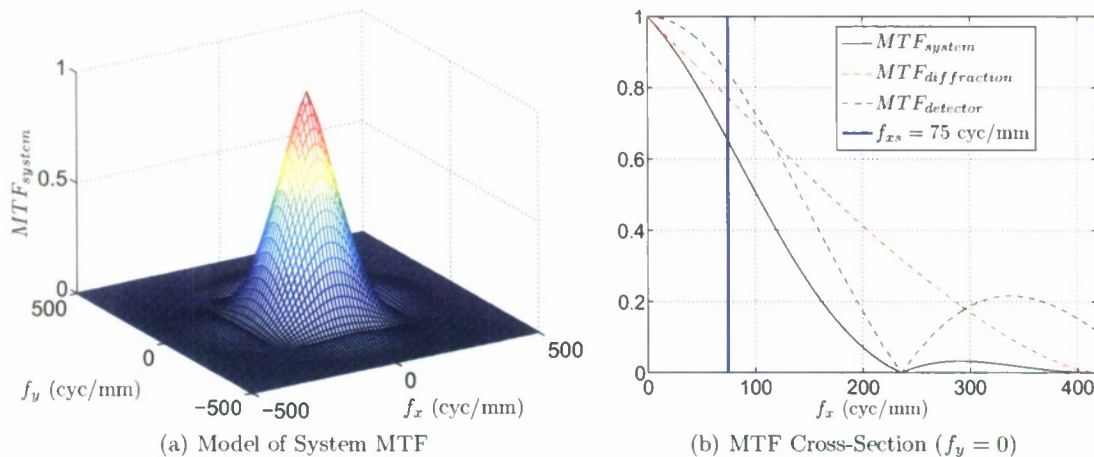 1
0.5
0
MTF_system
500
0
−500
f_y (cyc/mm)
−500
0
500
f_x (cyc/mm)
(a) Model of System MTF
1
0.8
0.6
0.4
0.2
0
0
100
200
300
400
f_x (cyc/mm)
MTF_system
MTF_diffraction
MTF_detector
f_xs = 75 cyc/mm
(b) MTF Cross-Section (f_y = 0)